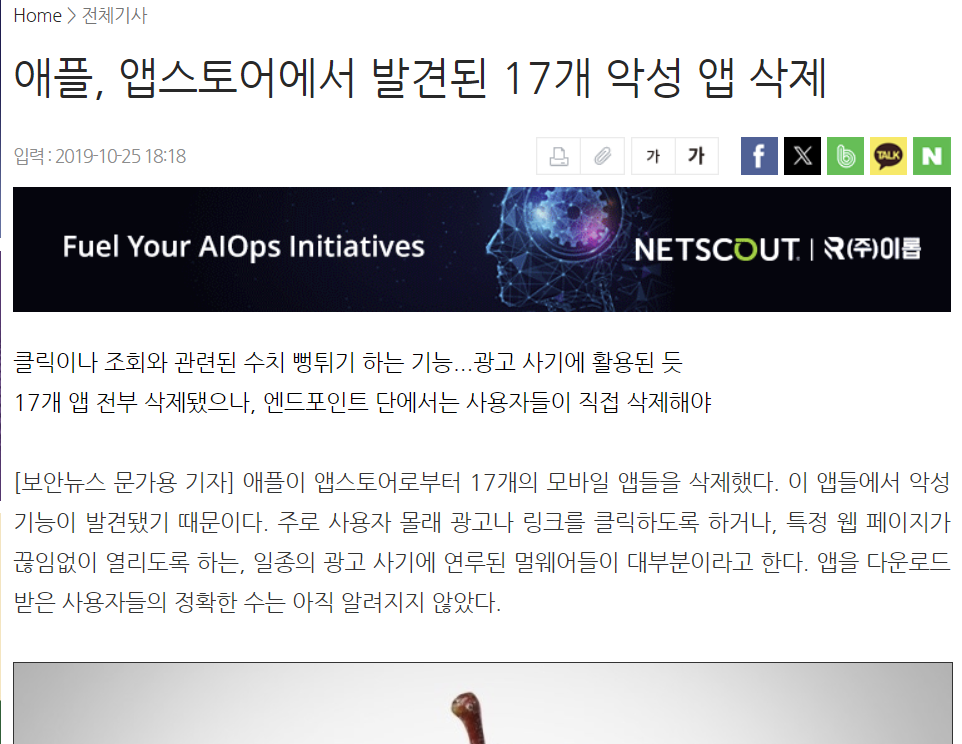 Home > 전체기사
애플, 앱스토어에서 발견된 17개 악성 앱 삭제
입력 : 2019-10-25 18:18
가 가 f X b TALK N
Fuel Your AIOps Initiatives NETSCOUT. | (주)이룸
클릭이나 조회와 관련된 수치 뻥튀기 하는 기능...광고 사기에 활용된 듯
17개 앱 전부 삭제됐으나, 엔드포인트 단에서는 사용자들이 직접 삭제해야
[보안뉴스 문가용 기자] 애플이 앱스토어로부터 17개의 모바일 앱들을 삭제했다. 이 앱들에서 악성
기능이 발견됐기 때문이다. 주로 사용자 몰래 광고나 링크를 클릭하도록 하거나, 특정 웹 페이지가
끊임없이 열리도록 하는, 일종의 광고 사기에 연루된 멀웨어들이 대부분이라고 한다. 앱을 다운로드
받은 사용자들의 정확한 수는 아직 알려지지 않았다.